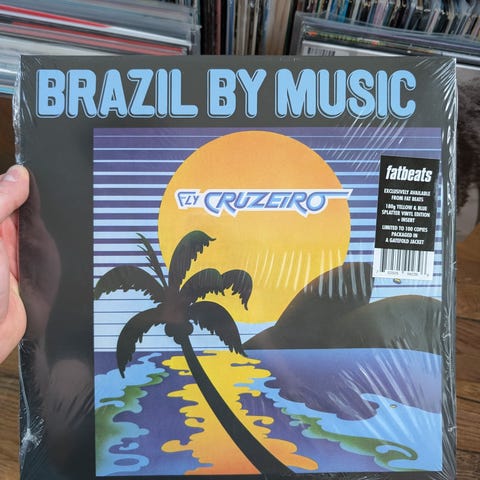 BRAZIL BY MUSIC
FLY CRUZEIRO
fatbeats
EXCLUSIVELY AVAILABLE
FROM FAT BEATS
180g YELLOW & BLUE
SPLATTER VINYL EDITION
+ INSERT
LIMITED TO 100 COPIES
PACKAGED IN
A GATEFOLD JACKET